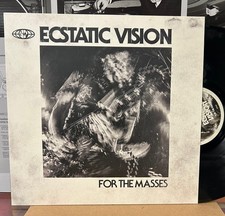 ECSTATIC VISION
FOR THE MASSES